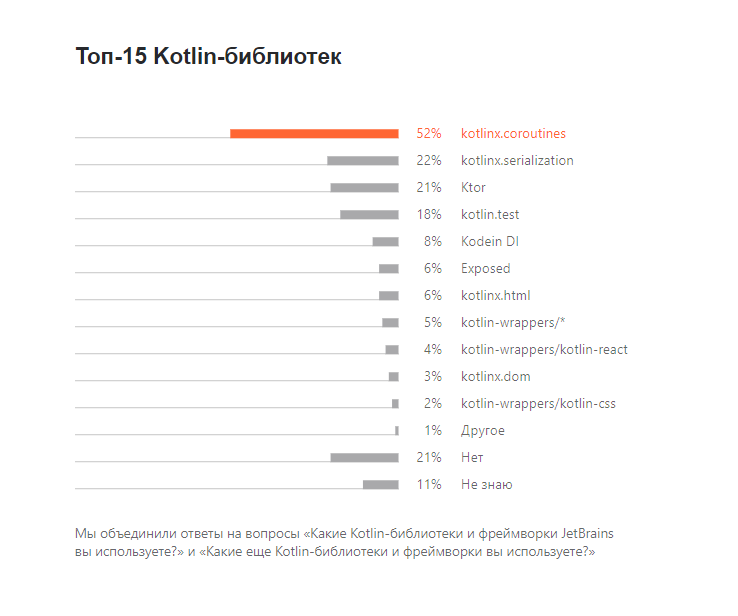 Топ-15 Kotlin-библиотек
52% kotlinx.coroutines
22% kotlinx.serialization
21% Ktor
18% kotlin.test
8% Kodein DI
6% Exposed
6% kotlinx.html
5% kotlin-wrappers/*
4% kotlin-wrappers/kotlin-react
3% kotlinx.dom
2% kotlin-wrappers/kotlin-css
1% Другое
21% Нет
11% Не знаю
Мы объединили ответы на вопросы «Какие Kotlin-библиотеки и фреймворки JetBrains
вы используете?» и «Какие еще Kotlin-библиотеки и фреймворки вы используете?»